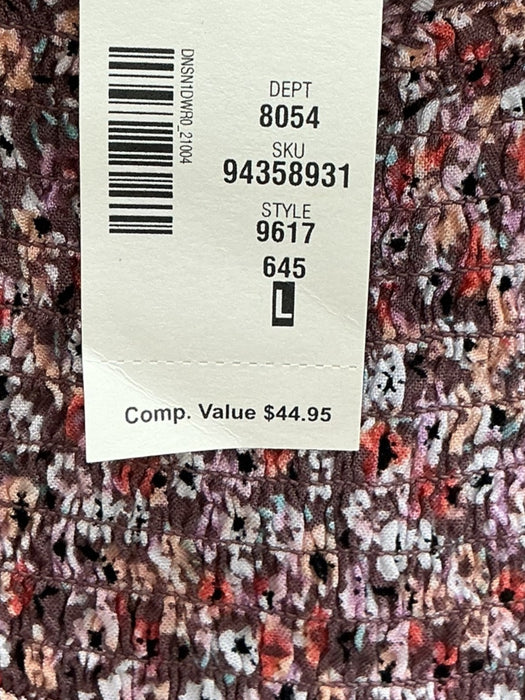 DNSN1DWR0_21004
DEPT
8054
SKU
94358931
STYLE
9617
645
L
Comp. Value $44.95